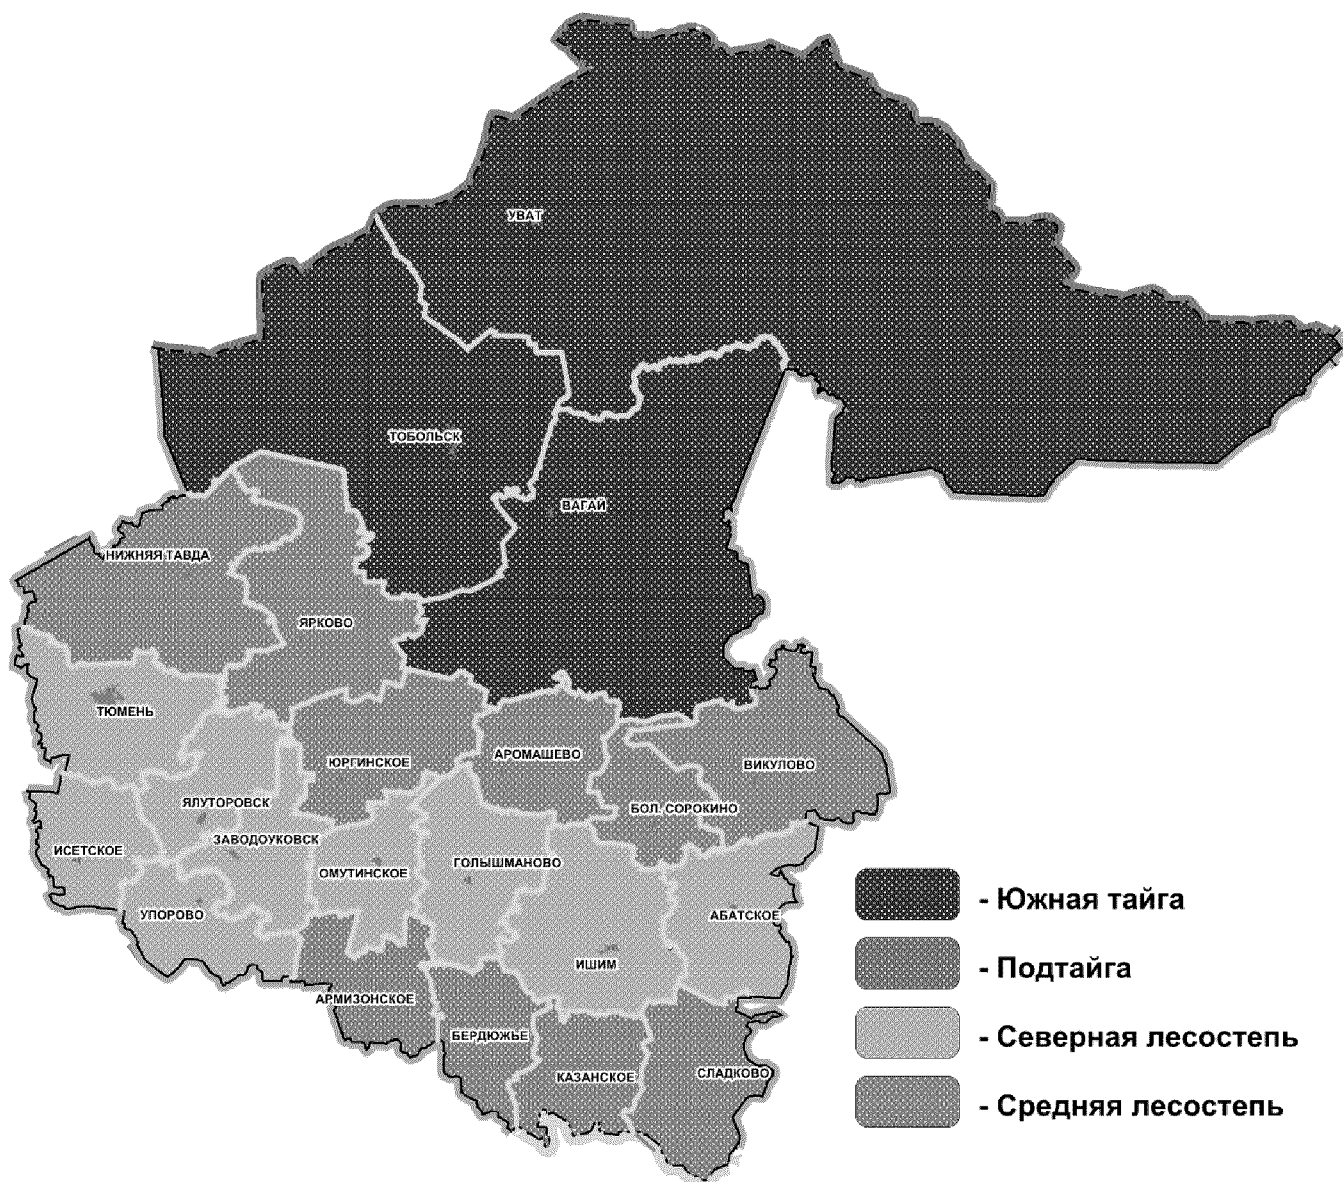 УВАТ
ТОБОЛЬСК
ВАГАЙ
НИЖНЯЯ ТАВДА
ЯРКОВО
ТЮМЕНЬ
ЮРГИНСКОЕ
АРОМАШЕВО
ВИКУЛОВО
ЯЛУТОРОВСК
БОЛ. СОРОКИНО
ЗАВОДОУКОВСК
ИСЕТСКОЕ
ОМУТИНСКОЕ
ГОЛЫШМАНОВО
УПОРОВО
АБАТСКОЕ
ИШИМ
АРМИЗОНСКОЕ
БЕРДЮЖЬЕ
КАЗАНСКОЕ
СЛАДКОВО
- Южная тайга
- Подтайга
- Северная лесостепь
- Средняя лесостепь